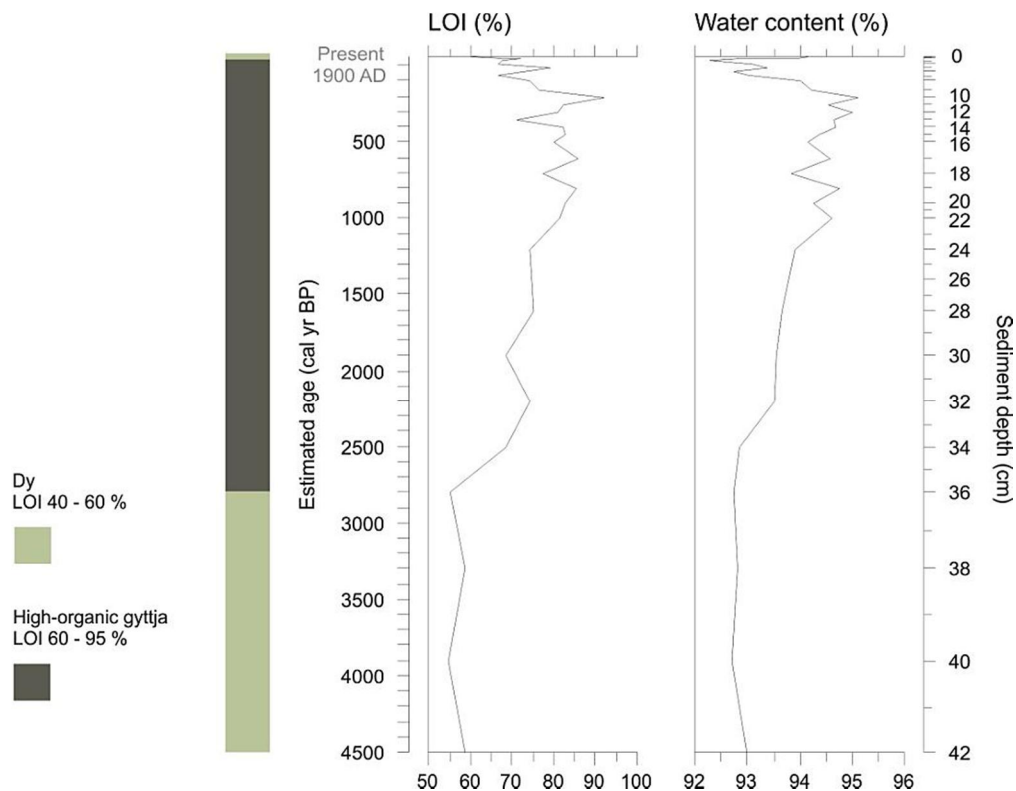 LOI (%)
Water content (%)
Present
1900 AD
500
1000
1500
2000
2500
3000
3500
4000
4500
Estimated age (cal yr BP)
0
10
12
14
16
18
20
22
24
26
28
30
32
34
36
38
40
42
Sediment depth (cm)
Dy
LOI 40 - 60 %
High-organic gyttja
LOI 60 - 95 %
50 60 70 80 90 100
92 93 94 95 96